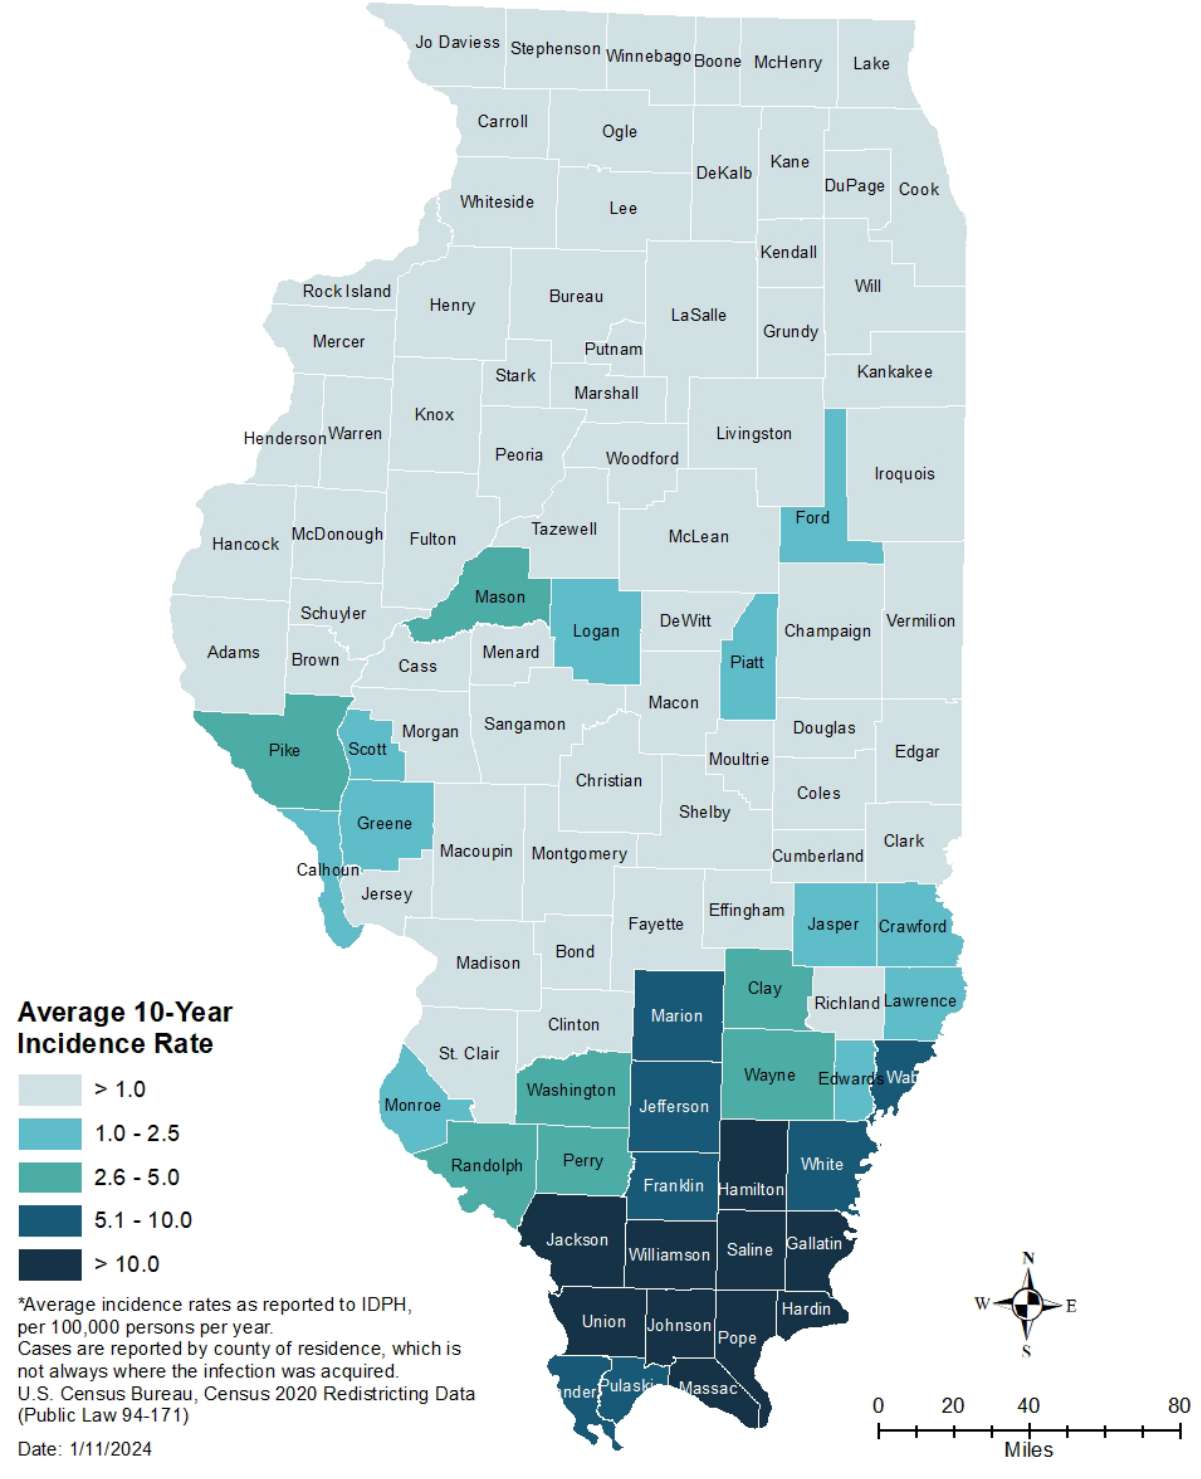 Jo Daviess
Stephenson
Winnebago
Boone
McHenry
Lake
Carroll
Ogle
DeKalb
Kane
DuPage
Cook
Whiteside
Lee
Kendall
Will
Rock Island
Henry
Bureau
LaSalle
Grundy
Mercer
Putnam
Kankakee
Stark
Marshall
Knox
Henderson
Warren
Peoria
Woodford
Livingston
Iroquois
Hancock
McDonough
Fulton
Tazewell
McLean
Ford
Mason
Schuyler
Logan
DeWitt
Champaign
Vermilion
Adams
Brown
Cass
Menard
Piatt
Macon
Pike
Scott
Morgan
Sangamon
Douglas
Edgar
Moultrie
Christian
Coles
Shelby
Greene
Macoupin
Montgomery
Cumberland
Clark
Calhoun
Jersey
Fayette
Effingham
Jasper
Crawford
Bond
Madison
Clay
Richland
Lawrence
Marion
Clinton
St. Clair
Washington
Wayne
Edwards
Wab
Monroe
Jefferson
Randolph
Perry
White
Franklin
Hamilton
Jackson
Williamson
Saline
Gallatin
Union
Johnson
Pope
Hardin
nder
Pulaski
Massac
Average 10-Year
Incidence Rate
> 1.0
1.0 - 2.5
2.6 - 5.0
5.1 - 10.0
> 10.0
*Average incidence rates as reported to IDPH,
per 100,000 persons per year.
Cases are reported by county of residence, which is
not always where the infection was acquired.
U.S. Census Bureau, Census 2020 Redistricting Data
(Public Law 94-171)
Date: 1/11/2024
N
W
E
S
0 20 40 80
Miles